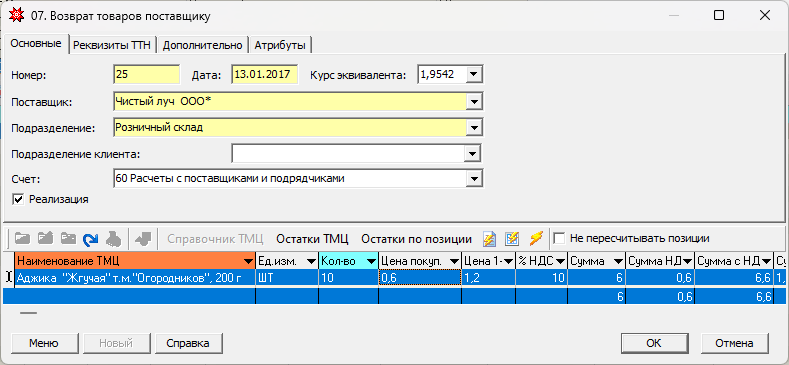 07. Возврат товаров поставщику
Основные Реквизиты ТТН Дополнительно Атрибуты
Номер: 25 Дата: 13.01.2017 Курс эквивалента: 1,9542
Поставщик: Чистый луч ООО*
Подразделение: Розничный склад
Подразделение клиента:
Счет: 60 Расчеты с поставщиками и подрядчиками
Реализация
Справочник ТМЦ Остатки ТМЦ Остатки по позиции Не пересчитывать позиции
Наименование ТМЦ Ед.изм. Кол-во Цена покуп. Цена 1- % НДС Сумма Сумма НД Сумма с НД Су
Аджика "Жгучая" т.м."Огородников", 200 г ШТ 10 0,6 1,2 10 6 0,6 6,6 1,
6 0,6 6,6
Меню Новый Справка OK Отмена